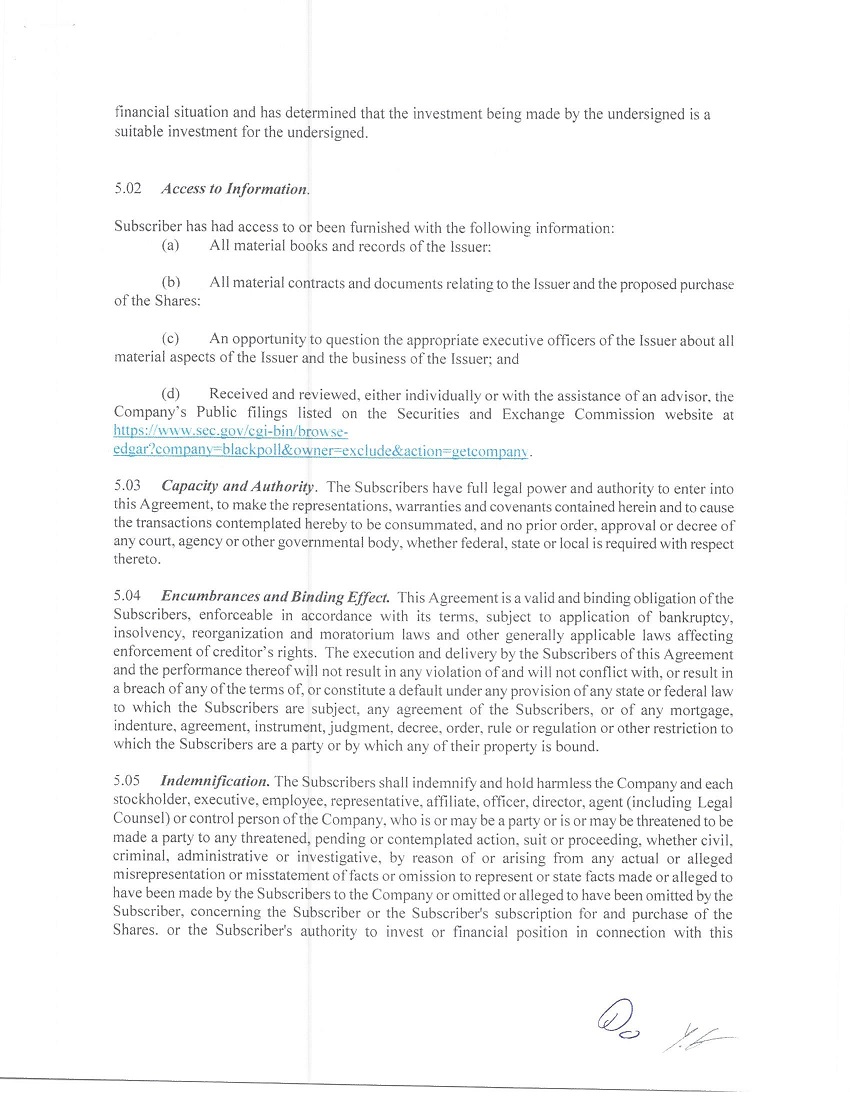 financial situation and has determined that the investment being made by the undersigned is a
suitable investment for the undersigned.
5.02 Access to Information.
Subscriber has had access to or been furnished with the following information:
(a) All material books and records of the Issuer;
(b) All material contracts and documents relating to the Issuer and the proposed purchase
of the Shares;
(c) An opportunity to question the appropriate executive officers of the Issuer about all
material aspects of the Issuer and the business of the Issuer; and
(d) Received and reviewed, either individually or with the assistance of an advisor, the
Company's Public filings listed on the Securities and Exchange Commission website at
https://www.sec.gov/cgi-bin/browse-
edgar?company=blackpoll&owner=exclude&action=getcompany.
5.03 Capacity and Authority. The Subscribers have full legal power and authority to enter into
this Agreement, to make the representations, warranties and covenants contained herein and to cause
the transactions contemplated hereby to be consummated, and no prior order, approval or decree of
any court, agency or other governmental body, whether federal, state or local is required with respect
thereto.
5.04 Encumbrances and Binding Effect. This Agreement is a valid and binding obligation of the
Subscribers, enforceable in accordance with its terms, subject to application of bankruptcy,
insolvency, reorganization and moratorium laws and other generally applicable laws affecting
enforcement of creditor's rights. The execution and delivery by the Subscribers of this Agreement
and the performance thereof will not result in any violation of and will not conflict with, or result in
a breach of any of the terms of, or constitute a default under any provision of any state or federal law
to which the Subscribers are subject, any agreement of the Subscribers, or of any mortgage,
indenture, agreement, instrument, judgment, decree, order, rule or regulation or other restriction to
which the Subscribers are a party or by which any of their property is bound.
5.05 Indemnification. The Subscribers shall indemnify and hold harmless the Company and each
stockholder, executive, employee, representative, affiliate, officer, director, agent (including Legal
Counsel) or control person of the Company, who is or may be a party or is or may be threatened to be
made a party to any threatened, pending or contemplated action, suit or proceeding, whether civil,
criminal, administrative or investigative, by reason of or arising from any actual or alleged
misrepresentation or misstatement of facts or omission to represent or state facts made or alleged to
have been made by the Subscribers to the Company or omitted or alleged to have been omitted by the
Subscriber, concerning the Subscriber or the Subscriber's subscription for and purchase of the
Shares, or the Subscriber's authority to invest or financial position in connection with this